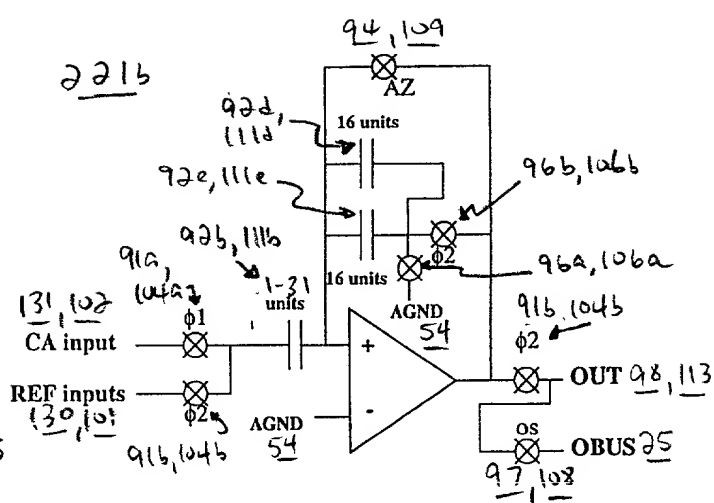 94, 109
221b
AZ
92d,
111d
16 units
92e, 111e
96b, 106b
92b, 111b
φ2
91a,
104a
16 units
96a, 106a
1-31
units
AGND
54
91b, 104b
131, 102
φ1
φ2
CA input
+
REF inputs
OUT 98, 113
130, 101
φ2
AGND
-
54
91b, 104b
OS
OBUS 25
97, 108